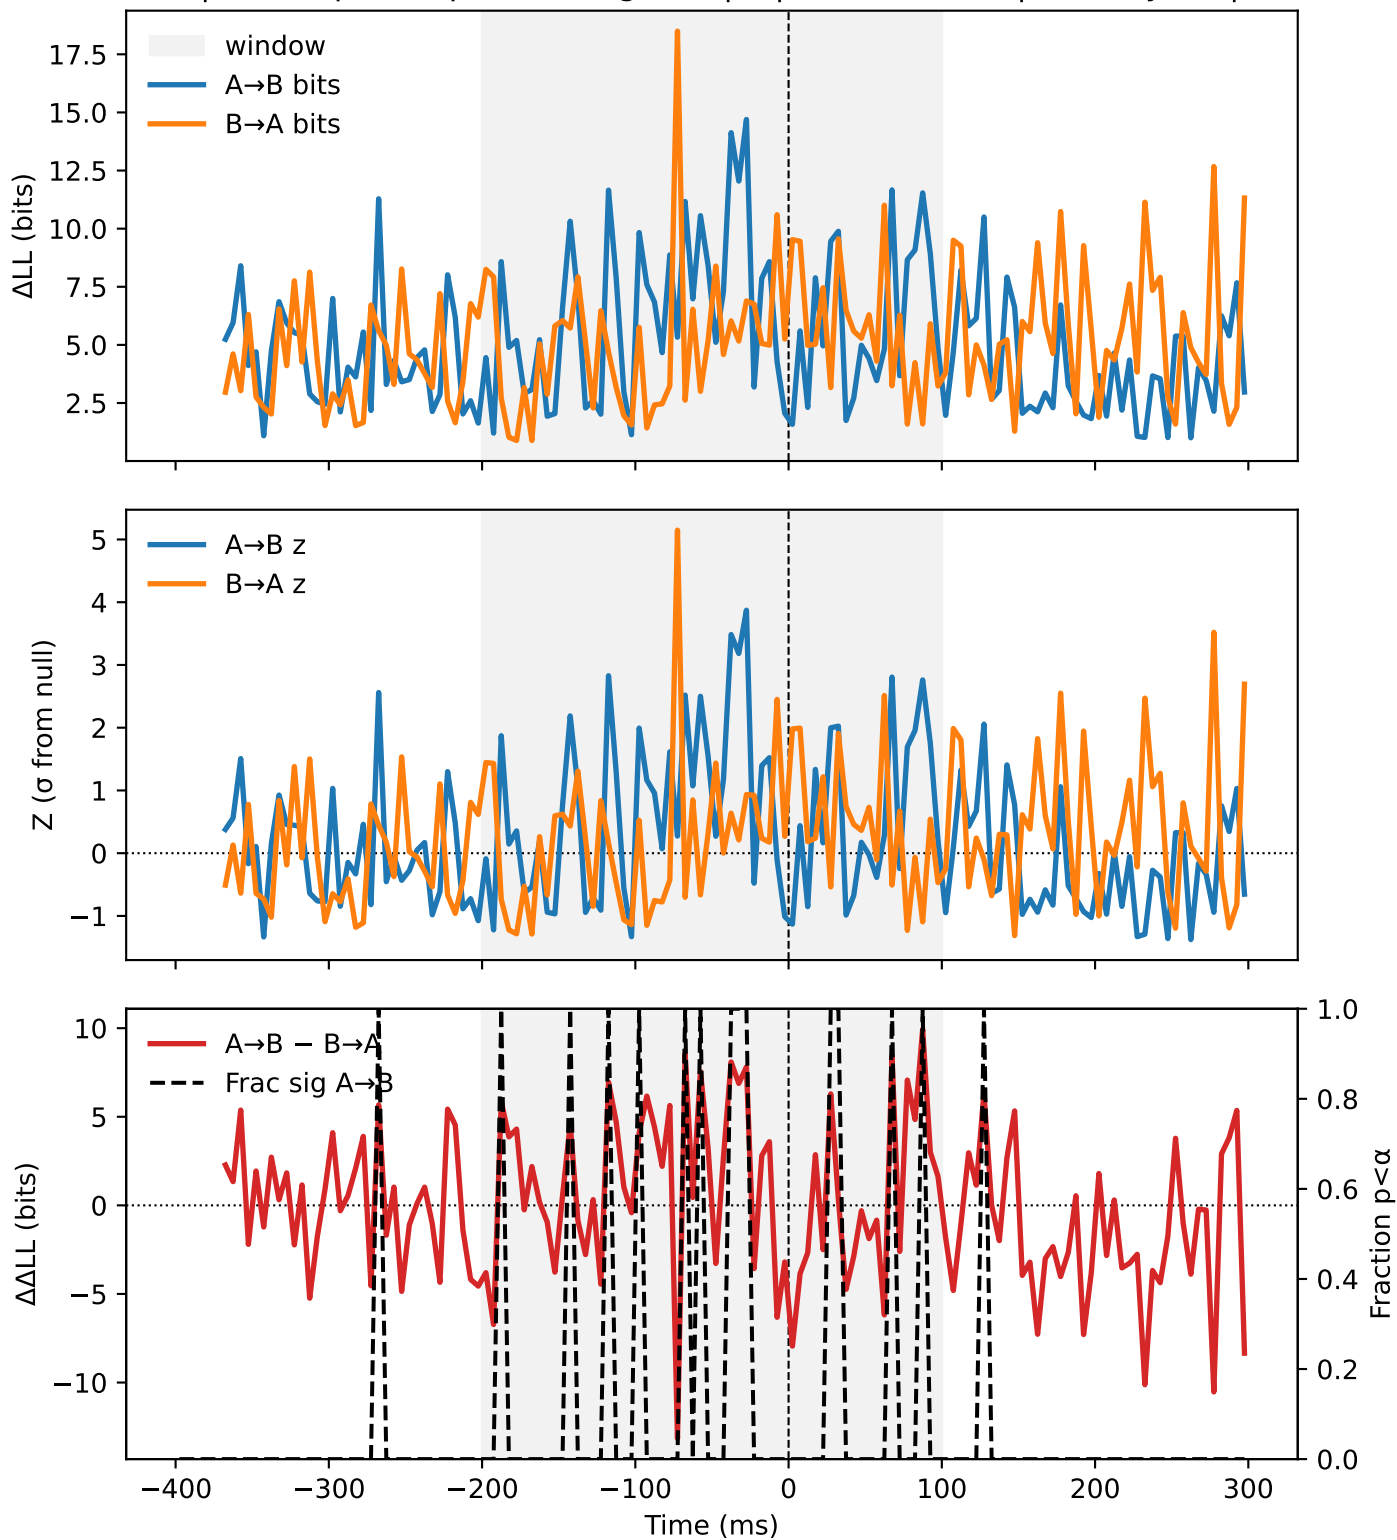 17.5
15.0
12.5
10.0
7.5
5.0
2.5
ΔLL (bits)
window
A→B bits
B→A bits
5
4
3
2
1
0
−1
Z (σ from null)
A→B z
B→A z
10
5
0
−5
−10
ΔΔLL (bits)
A→B − B→A
Frac sig A→B
1.0
0.8
0.6
0.4
0.2
0.0
Fraction p<α
−400 −300 −200 −100 0 100 200 300
Time (ms)